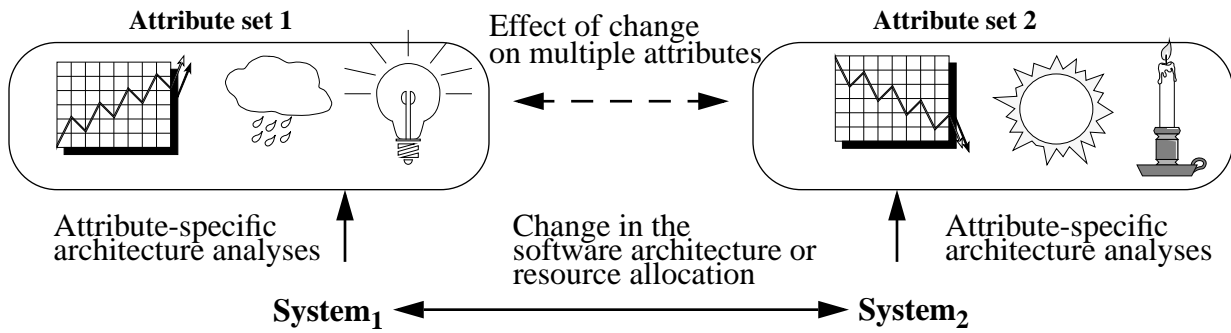 Attribute set 1
Effect of change
on multiple attributes
Attribute set 2
Attribute-specific
architecture analyses
Change in the
software architecture or
resource allocation
Attribute-specific
architecture analyses
System₁
System₂